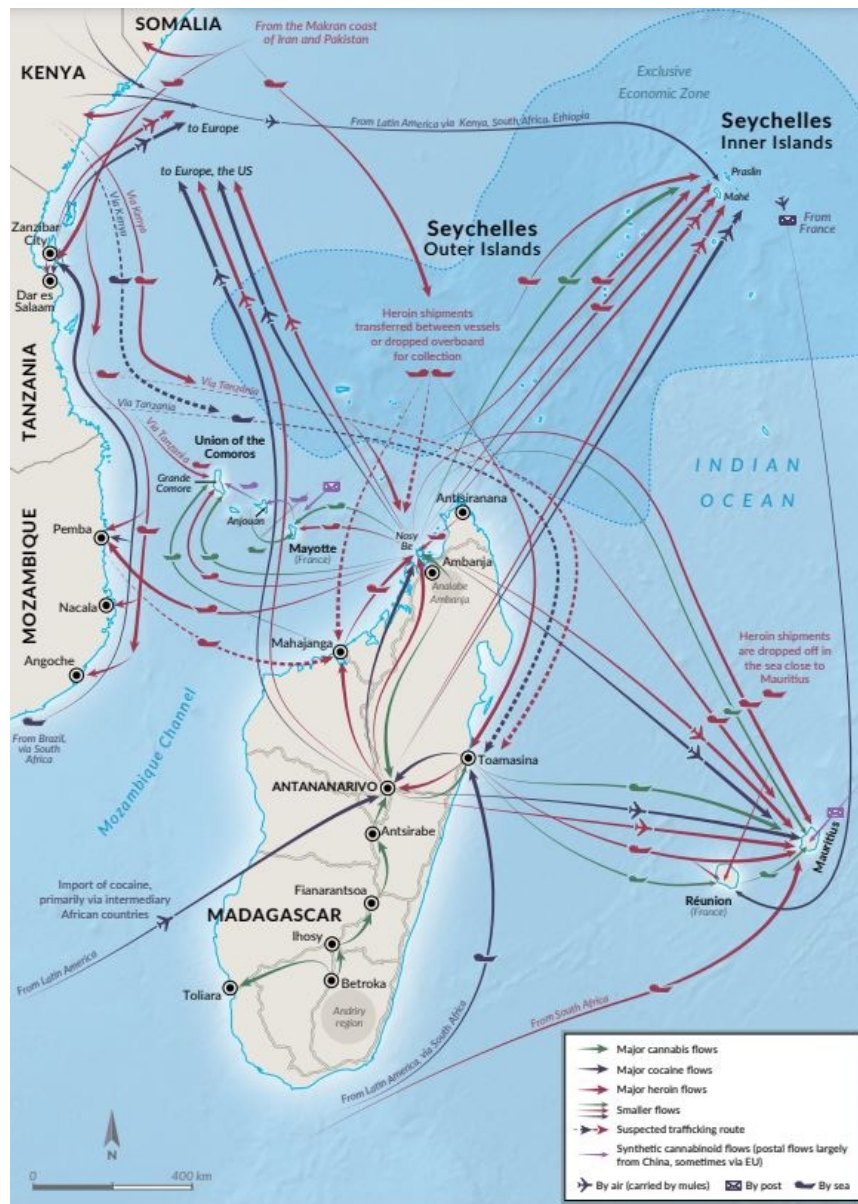 SOMALIA
From the Makran coast
of Iran and Pakistan
KENYA
Exclusive
Economic Zone
to Europe
From Latin America via Kenya, South Africa, Ethiopia
Seychelles
Inner Islands
Praslin
Mahé
to Europe, the US
Via Kenya
Via Kenya
From
France
Zanzibar
City
Dar es
Salaam
Seychelles
Outer Islands
Heroin shipments
transferred between vessels
or dropped overboard
for collection
TANZANIA
Via Tanzania
Via Tanzania
Via Tanzania
Union of the
Comoros
Grande
Comore
Anjouan
Mayotte
(France)
INDIAN
OCEAN
Antisiranana
Nosy
Be
Ambanja
Analabe
Ambanja
MOZAMBIQUE
Pemba
Nacala
Angoche
Mahajanga
Heroin shipments
are dropped off in
the sea close to
Mauritius
From Brazil,
via South
Africa
Mozambique Channel
Toamasina
ANTANANARIVO
Antsirabe
Mauritius
Réunion
(France)
Import of cocaine,
primarily via intermediary
African countries
Fianarantsoa
MADAGASCAR
Ihosy
Betroka
Toliara
Andriry
region
From Latin America
From Latin America, via South Africa
From South Africa
Major cannabis flows
Major cocaine flows
Major heroin flows
Smaller flows
Suspected trafficking route
Synthetic cannabinoid flows (postal flows largely
from China, sometimes via EU)
By air (carried by mules)
By post
By sea
N
0
400 km